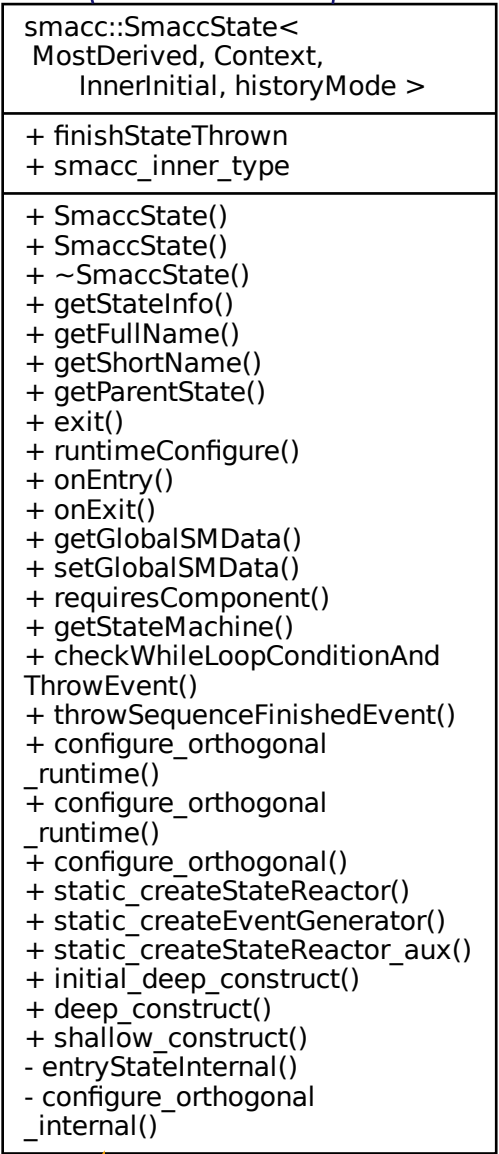 smacc::SmaccState<
MostDerived, Context,
InnerInitial, historyMode >
+ finishStateThrown
+ smacc_inner_type
+ SmaccState()
+ SmaccState()
+ ~SmaccState()
+ getStateInfo()
+ getFullName()
+ getShortName()
+ getParentState()
+ exit()
+ runtimeConfigure()
+ onEntry()
+ onExit()
+ getGlobalSMData()
+ setGlobalSMData()
+ requiresComponent()
+ getStateMachine()
+ checkWhileLoopConditionAnd
ThrowEvent()
+ throwSequenceFinishedEvent()
+ configure_orthogonal
_runtime()
+ configure_orthogonal
_runtime()
+ configure_orthogonal()
+ static_createStateReactor()
+ static_createEventGenerator()
+ static_createStateReactor_aux()
+ initial_deep_construct()
+ deep_construct()
+ shallow_construct()
- entryStateInternal()
- configure_orthogonal
_internal()